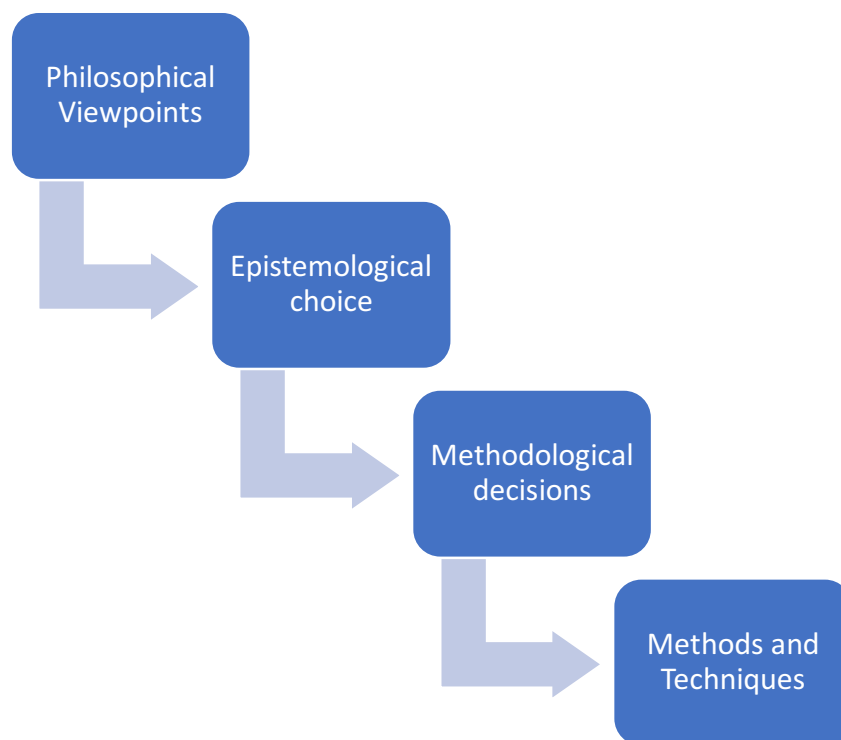 Philosophical
Viewpoints
Epistemological
choice
Methodological
decisions
Methods and
Techniques